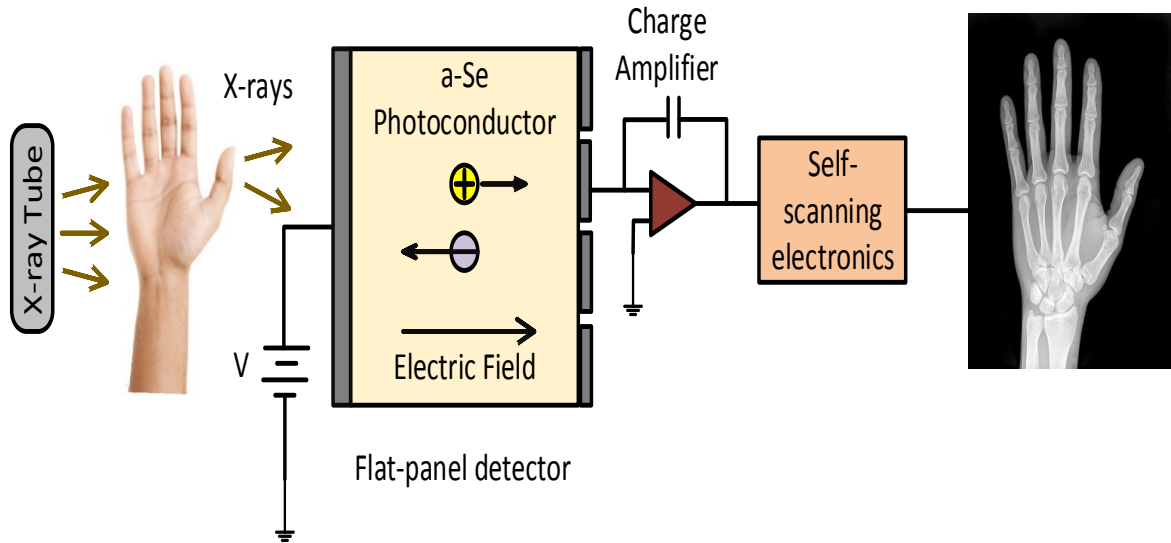 X-ray Tube
X-rays
V
a-Se
Photoconductor
Electric Field
Flat-panel detector
Charge
Amplifier
Self-
scanning
electronics